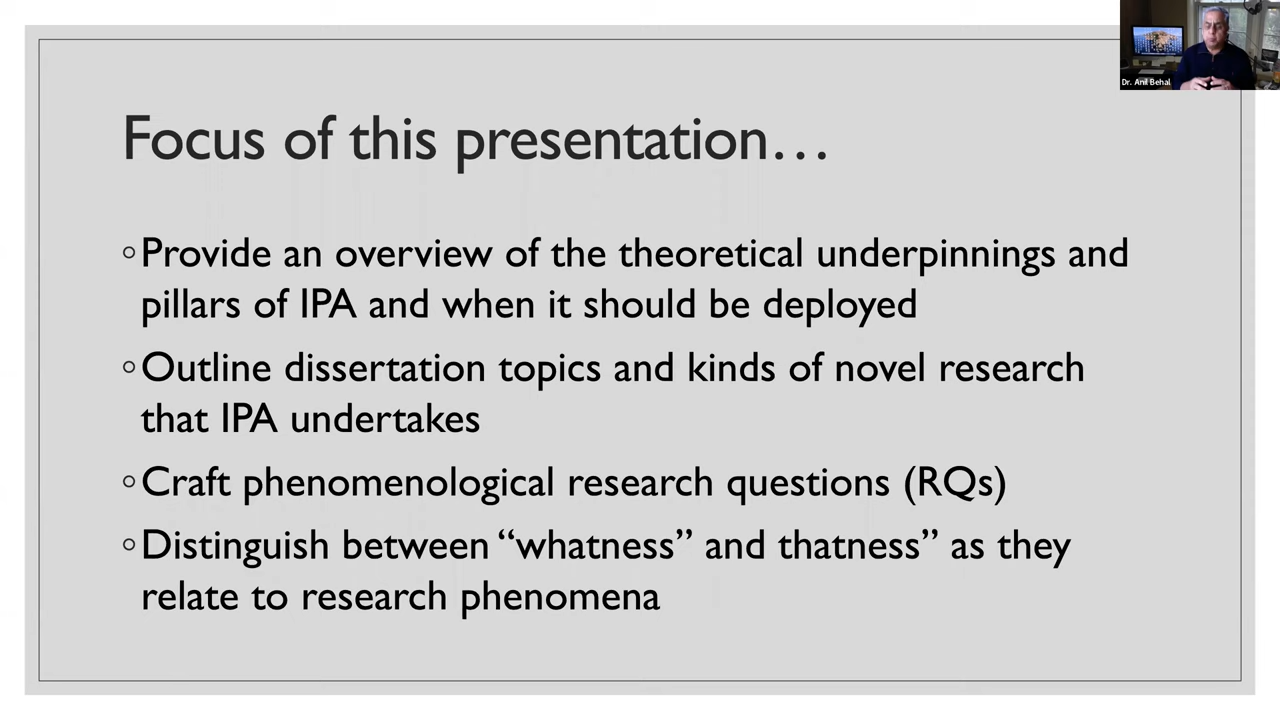 Dr. Anil Behal
Focus of this presentation…
◦Provide an overview of the theoretical underpinnings and
pillars of IPA and when it should be deployed
◦Outline dissertation topics and kinds of novel research
that IPA undertakes
◦Craft phenomenological research questions (RQs)
◦Distinguish between “whatness” and thatness” as they
relate to research phenomena